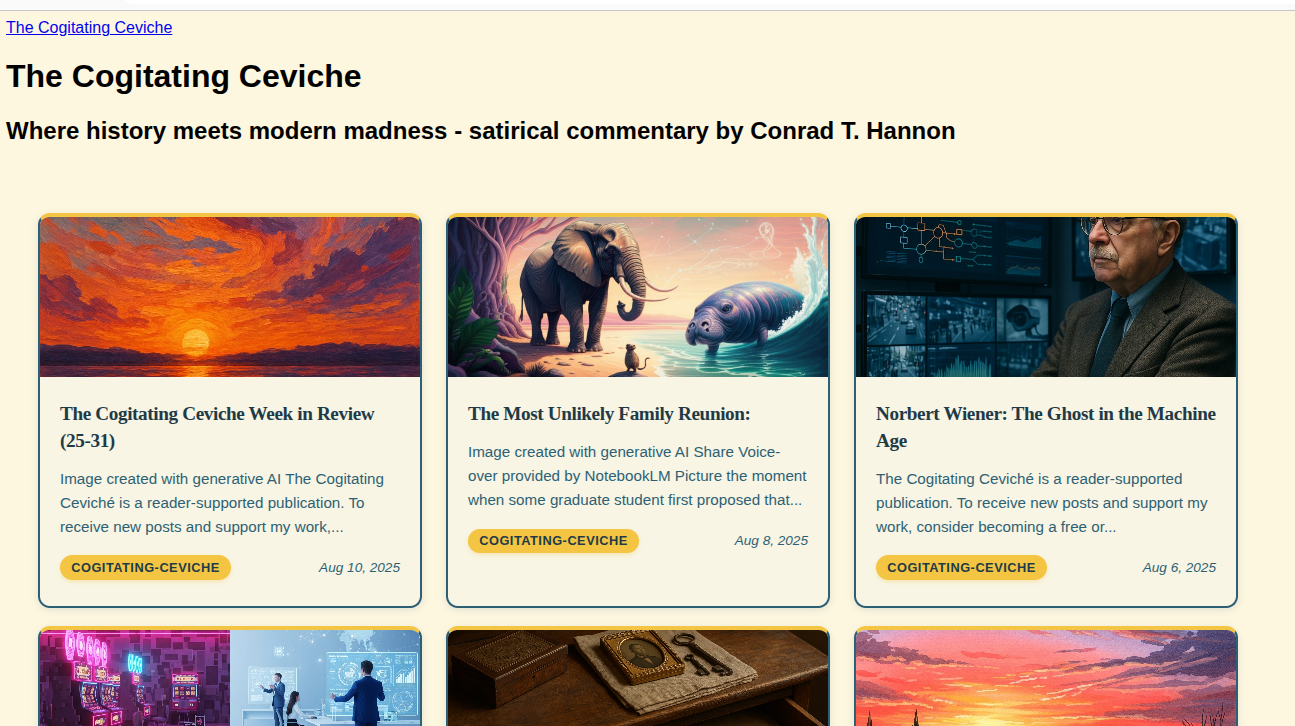 The Cogitating Ceviche
The Cogitating Ceviche
Where history meets modern madness - satirical commentary by Conrad T. Hannon
The Cogitating Ceviche Week in Review
(25-31)
Image created with generative AI The Cogitating
Ceviché is a reader-supported publication. To
receive new posts and support my work,...
COGITATING-CEVICHE
Aug 10, 2025
The Most Unlikely Family Reunion:
Image created with generative AI Share Voice-
over provided by NotebookLM Picture the moment
when some graduate student first proposed that...
COGITATING-CEVICHE
Aug 8, 2025
Norbert Wiener: The Ghost in the Machine
Age
The Cogitating Ceviché is a reader-supported
publication. To receive new posts and support my
work, consider becoming a free or...
COGITATING-CEVICHE
Aug 6, 2025